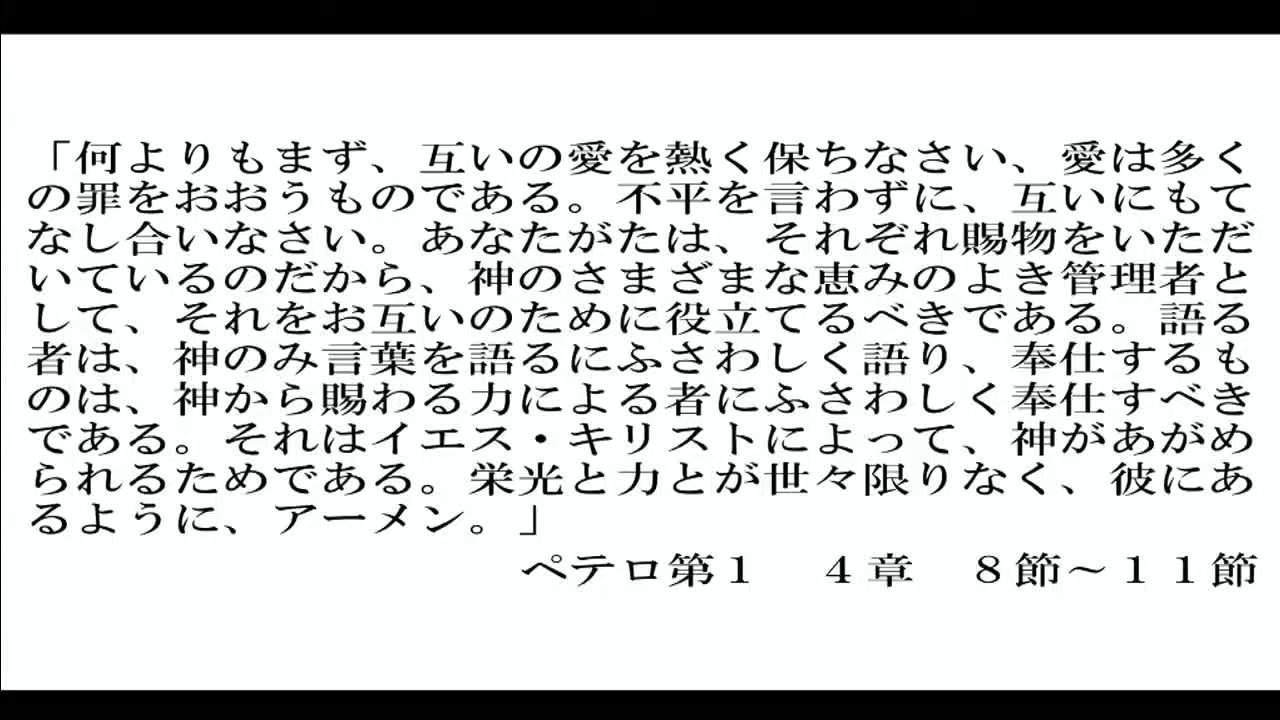 「何よりもまず、互いの愛を熱く保ちなさい、愛は多く
の罪をおおうものである。不平を言わずに、互いにもて
なし合いなさい。あなたがたは、それぞれ賜物をいただ
いているのだから、神のさまざまな恵みのよき管理者と
して、それをお互いのために役立てるべきである。語る
者は、神のみ言葉を語るにふさわしく語り、奉仕するも
のは、神から賜わる力による者にふさわしく奉仕すべき
である。それはイエス・キリストによって、神があがめ
られるためである。栄光と力とが世々限りなく、彼にあ
るように、アーメン。」
ペテロ第１　４章　８節～１１節